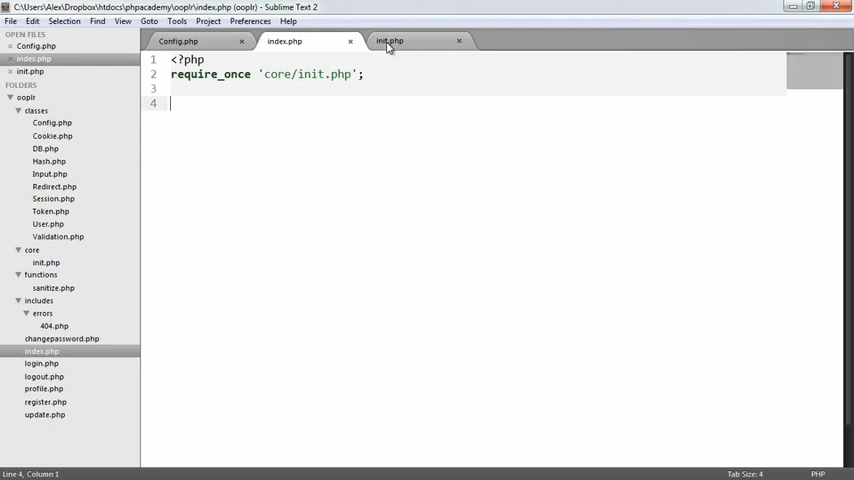 C:\Users\Alex\Dropbox\htdocs\phpacademy\ooplr\index.php (ooplr) - Sublime Text 2
File Edit Selection Find View Goto Tools Project Preferences Help
OPEN FILES
Config.php
index.php
init.php
FOLDERS
ooplr
classes
Config.php
Cookie.php
DB.php
Hash.php
Input.php
Redirect.php
Session.php
Token.php
User.php
Validation.php
core
init.php
functions
sanitize.php
includes
errors
404.php
changepassword.php
index.php
login.php
logout.php
profile.php
register.php
update.php
Config.php index.php init.php
1 <?php
2 require_once 'core/init.php';
3
4
Line 4, Column 1 Tab Size: 4 PHP